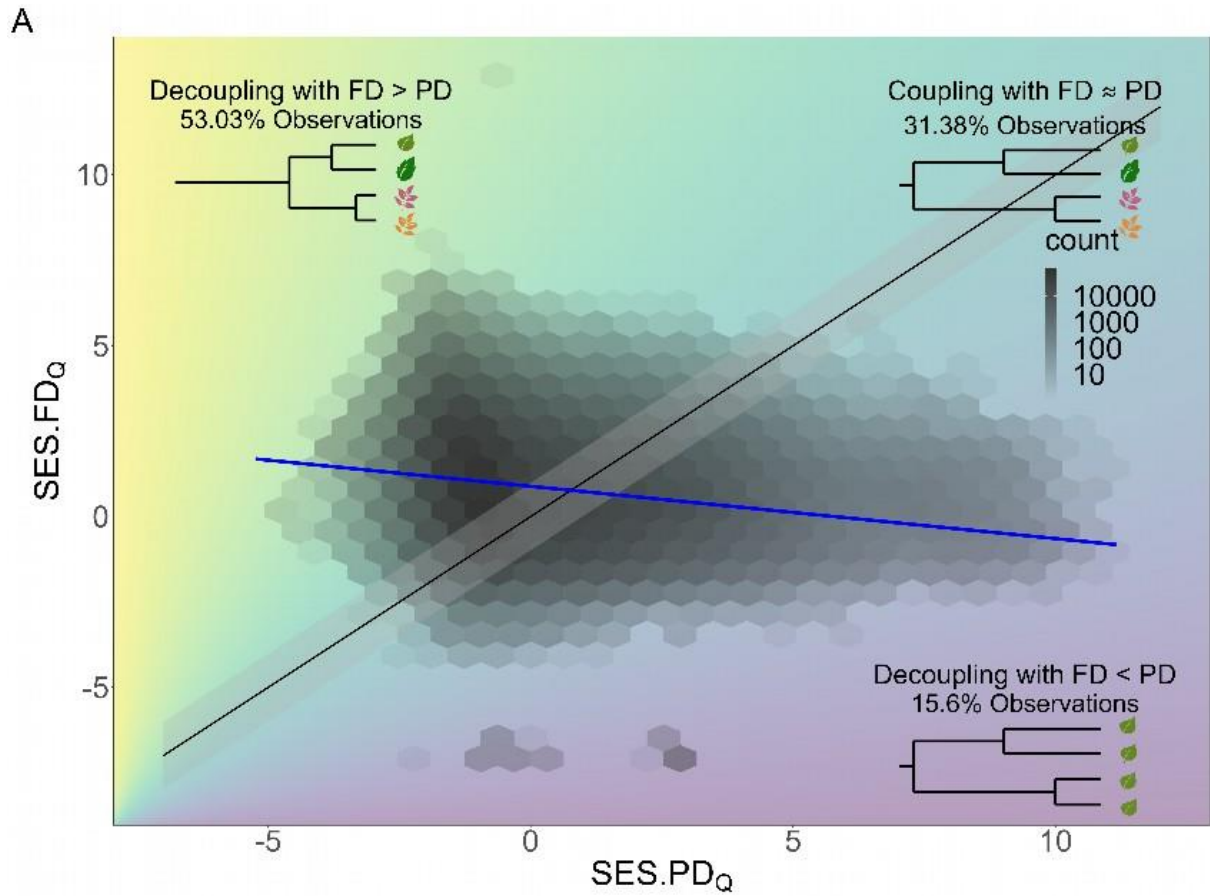 A
Decoupling with FD > PD
53.03% Observations
Coupling with FD ≈ PD
31.38% Observations
count
10000
1000
100
10
10
5
0
-5
SES.FDQ
Decoupling with FD < PD
15.6% Observations
-5
0
5
10
SES.PDQ